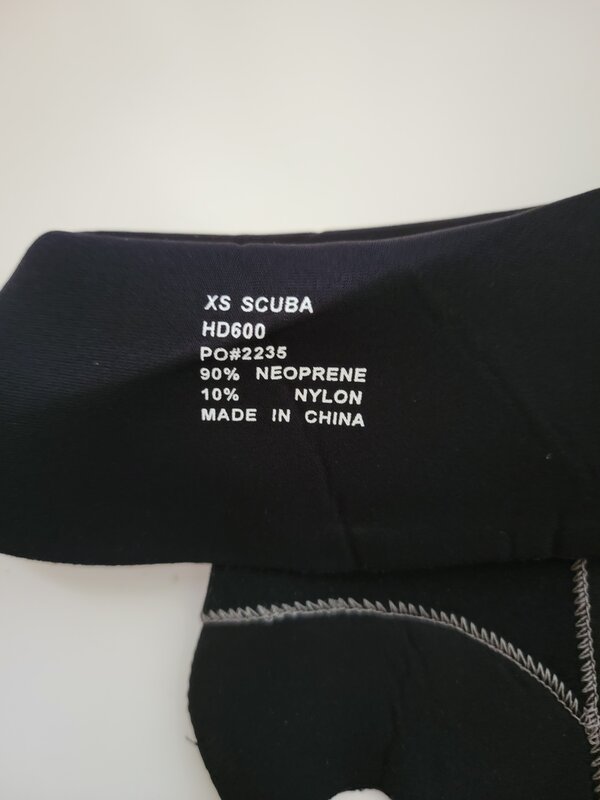 XS SCUBA
HD600
PO#2235
90% NEOPRENE
10% NYLON
MADE IN CHINA